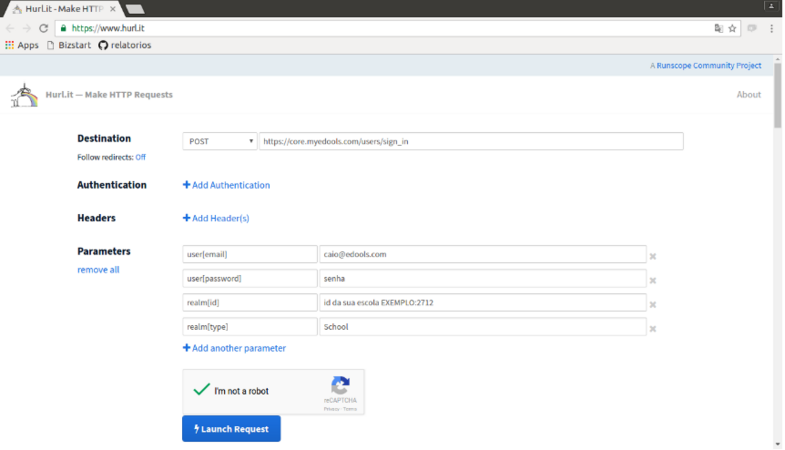 Hurl.it - Make HTTP
https://www.hurl.it
Apps Bizstart relatorios
A Runscope Community Project
Hurl.it — Make HTTP Requests About
Destination POST https://core.myedools.com/users/sign_in
Follow redirects: Off
Authentication Add Authentication
Headers Add Header(s)
Parameters user[email] caio@edools.com
remove all user[password] senha
realm[id] id da sua escola EXEMPLO:2712
realm[type] School
Add another parameter
I'm not a robot
reCAPTCHA
Privacy - Terms
Launch Request